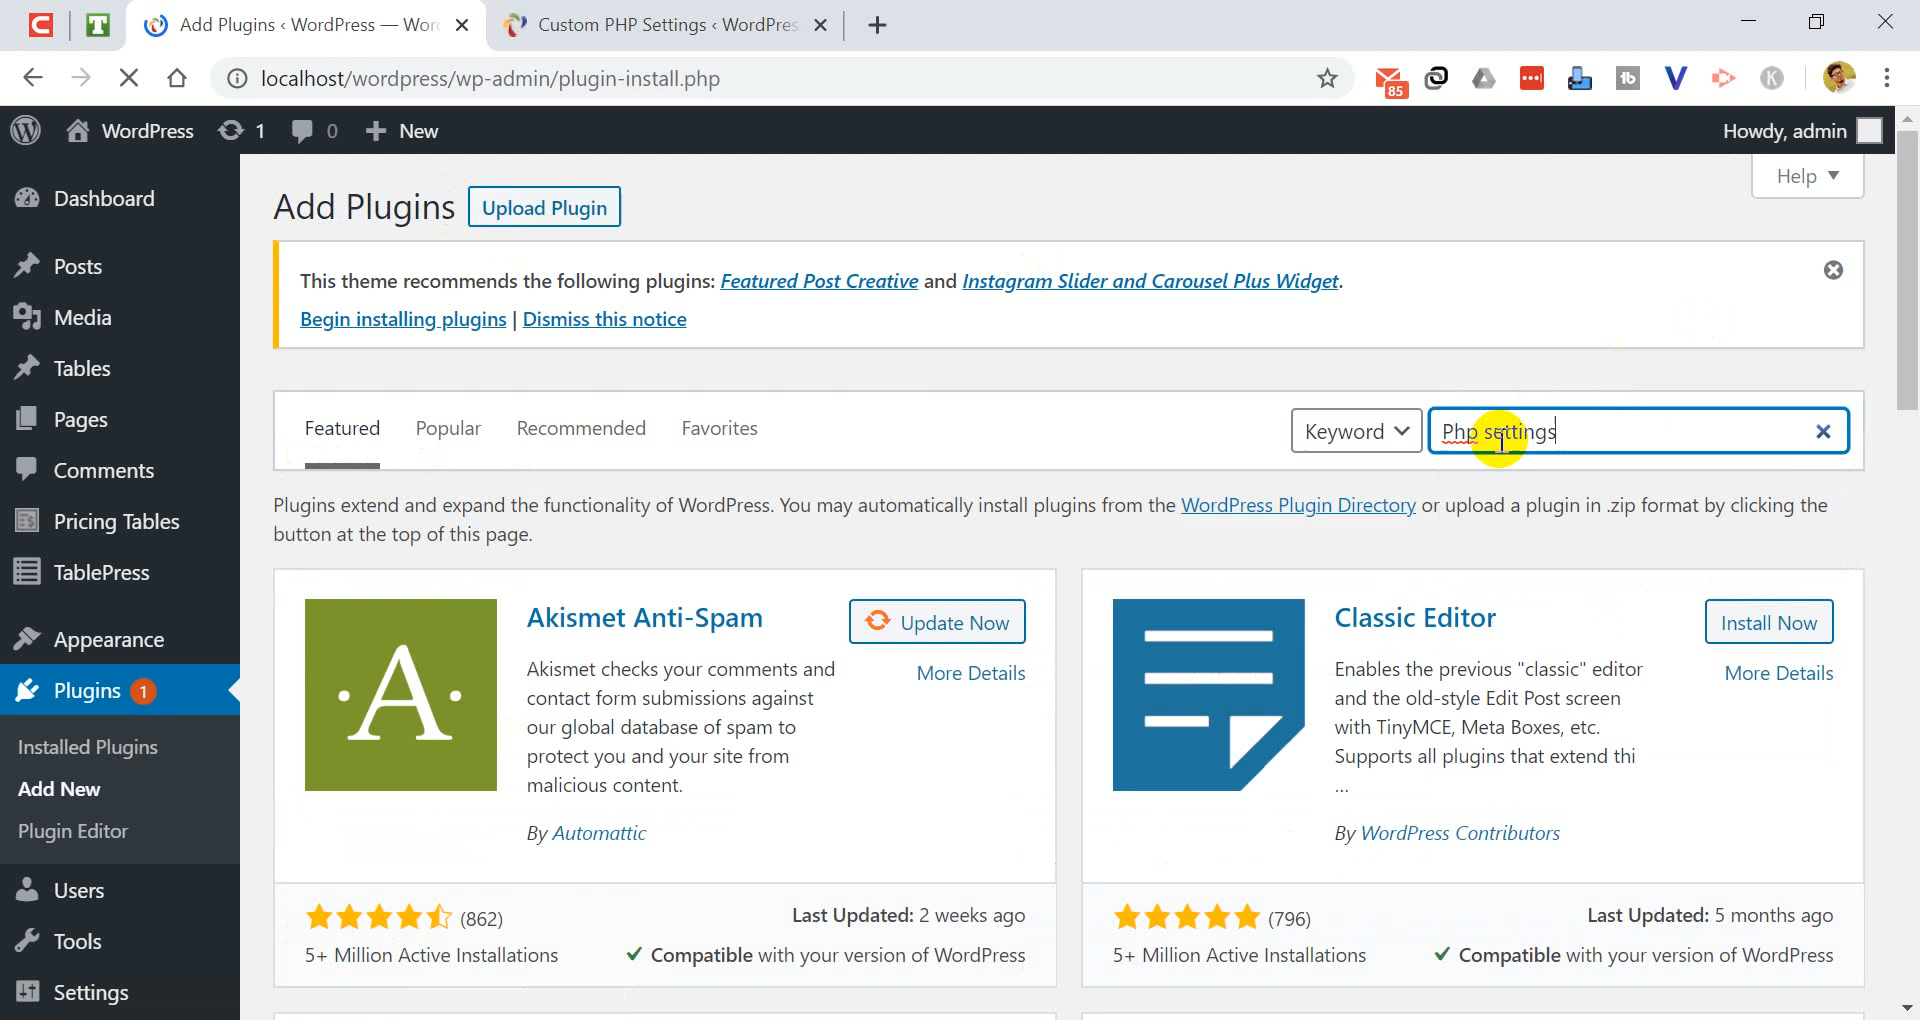 Add Plugins ‹ WordPress — Wor
Custom PHP Settings ‹ WordPres
localhost/wordpress/wp-admin/plugin-install.php
85
WordPress
1
0
New
Howdy, admin
Help
Dashboard
Posts
Media
Tables
Pages
Comments
Pricing Tables
TablePress
Appearance
Plugins 1
Installed Plugins
Add New
Plugin Editor
Users
Tools
Settings
Add Plugins
Upload Plugin
This theme recommends the following plugins: Featured Post Creative and Instagram Slider and Carousel Plus Widget.
Begin installing plugins | Dismiss this notice
Featured
Popular
Recommended
Favorites
Keyword
Php settings
Plugins extend and expand the functionality of WordPress. You may automatically install plugins from the WordPress Plugin Directory or upload a plugin in .zip format by clicking the
button at the top of this page.
Akismet Anti-Spam
Update Now
More Details
Akismet checks your comments and
contact form submissions against
our global database of spam to
protect you and your site from
malicious content.
By Automattic
(862)
5+ Million Active Installations
Last Updated: 2 weeks ago
Compatible with your version of WordPress
Classic Editor
Install Now
More Details
Enables the previous "classic" editor
and the old-style Edit Post screen
with TinyMCE, Meta Boxes, etc.
Supports all plugins that extend thi
...
By WordPress Contributors
(796)
5+ Million Active Installations
Last Updated: 5 months ago
Compatible with your version of WordPress